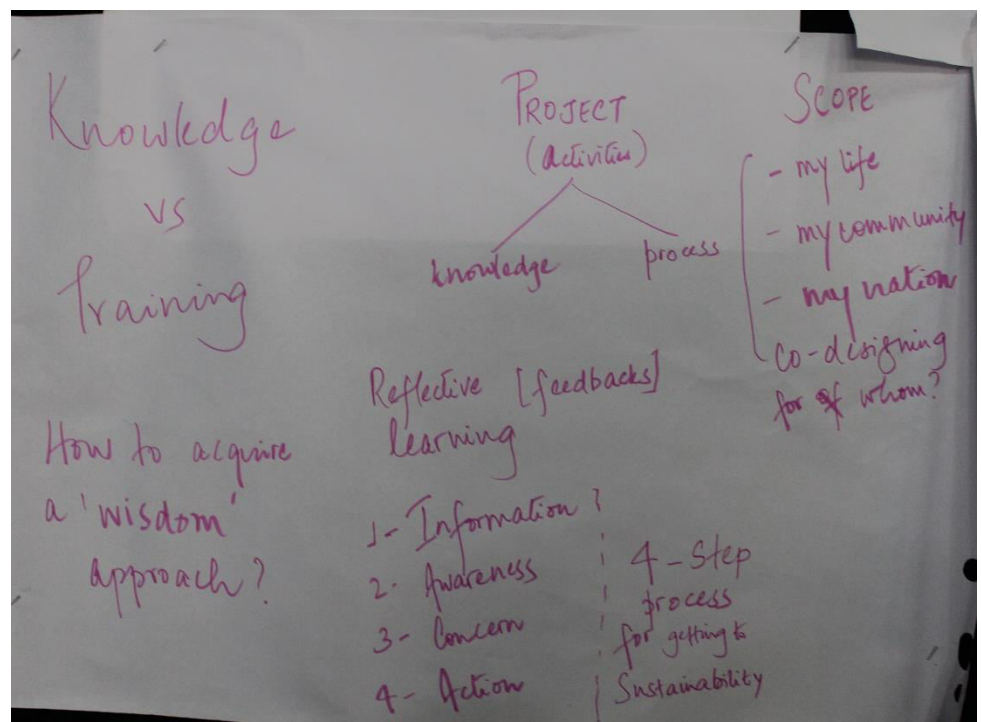 Knowledge
vs
Training
How to acquire
a 'wisdom'
approach?
PROJECT
(activities)
knowledge
process
Reflective [feedbacks]
learning
1- Information
2- Awareness
3- Concern
4- Action
4-Step
process
for getting to
Sustainability
SCOPE
- my life
- my community
- my nation
co-designing
for whom?